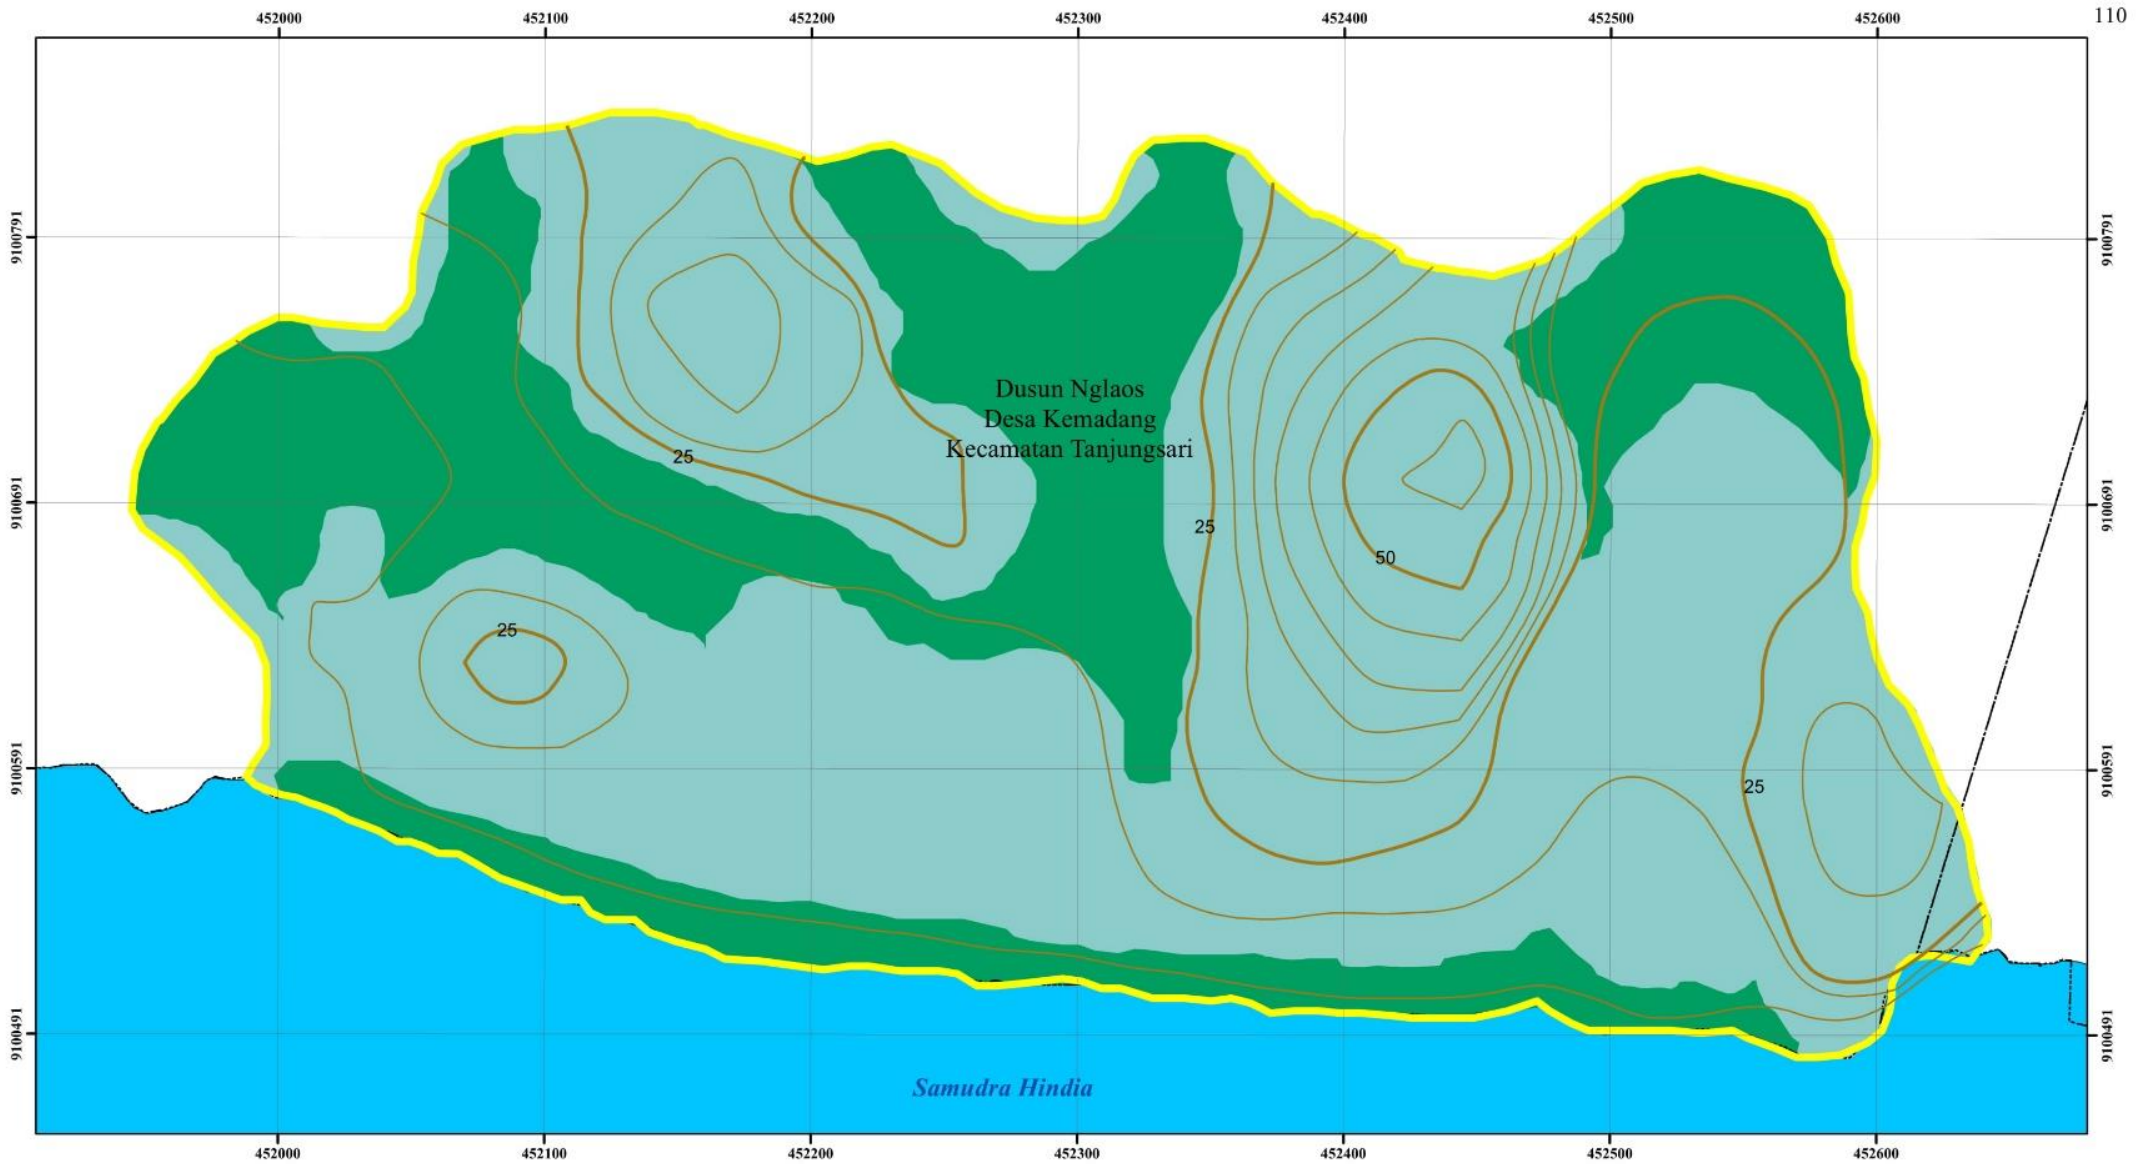 452000 452100 452200 452300 452400 452500 452600 110
9100791 9100791
Dusun Nglaos
Desa Kemadang
Kecamatan Tanjungsari
25
9100691 9100691
25
50
25
9100591 9100591
25
9100491 9100491
Samudra Hindia
452000 452100 452200 452300 452400 452500 452600